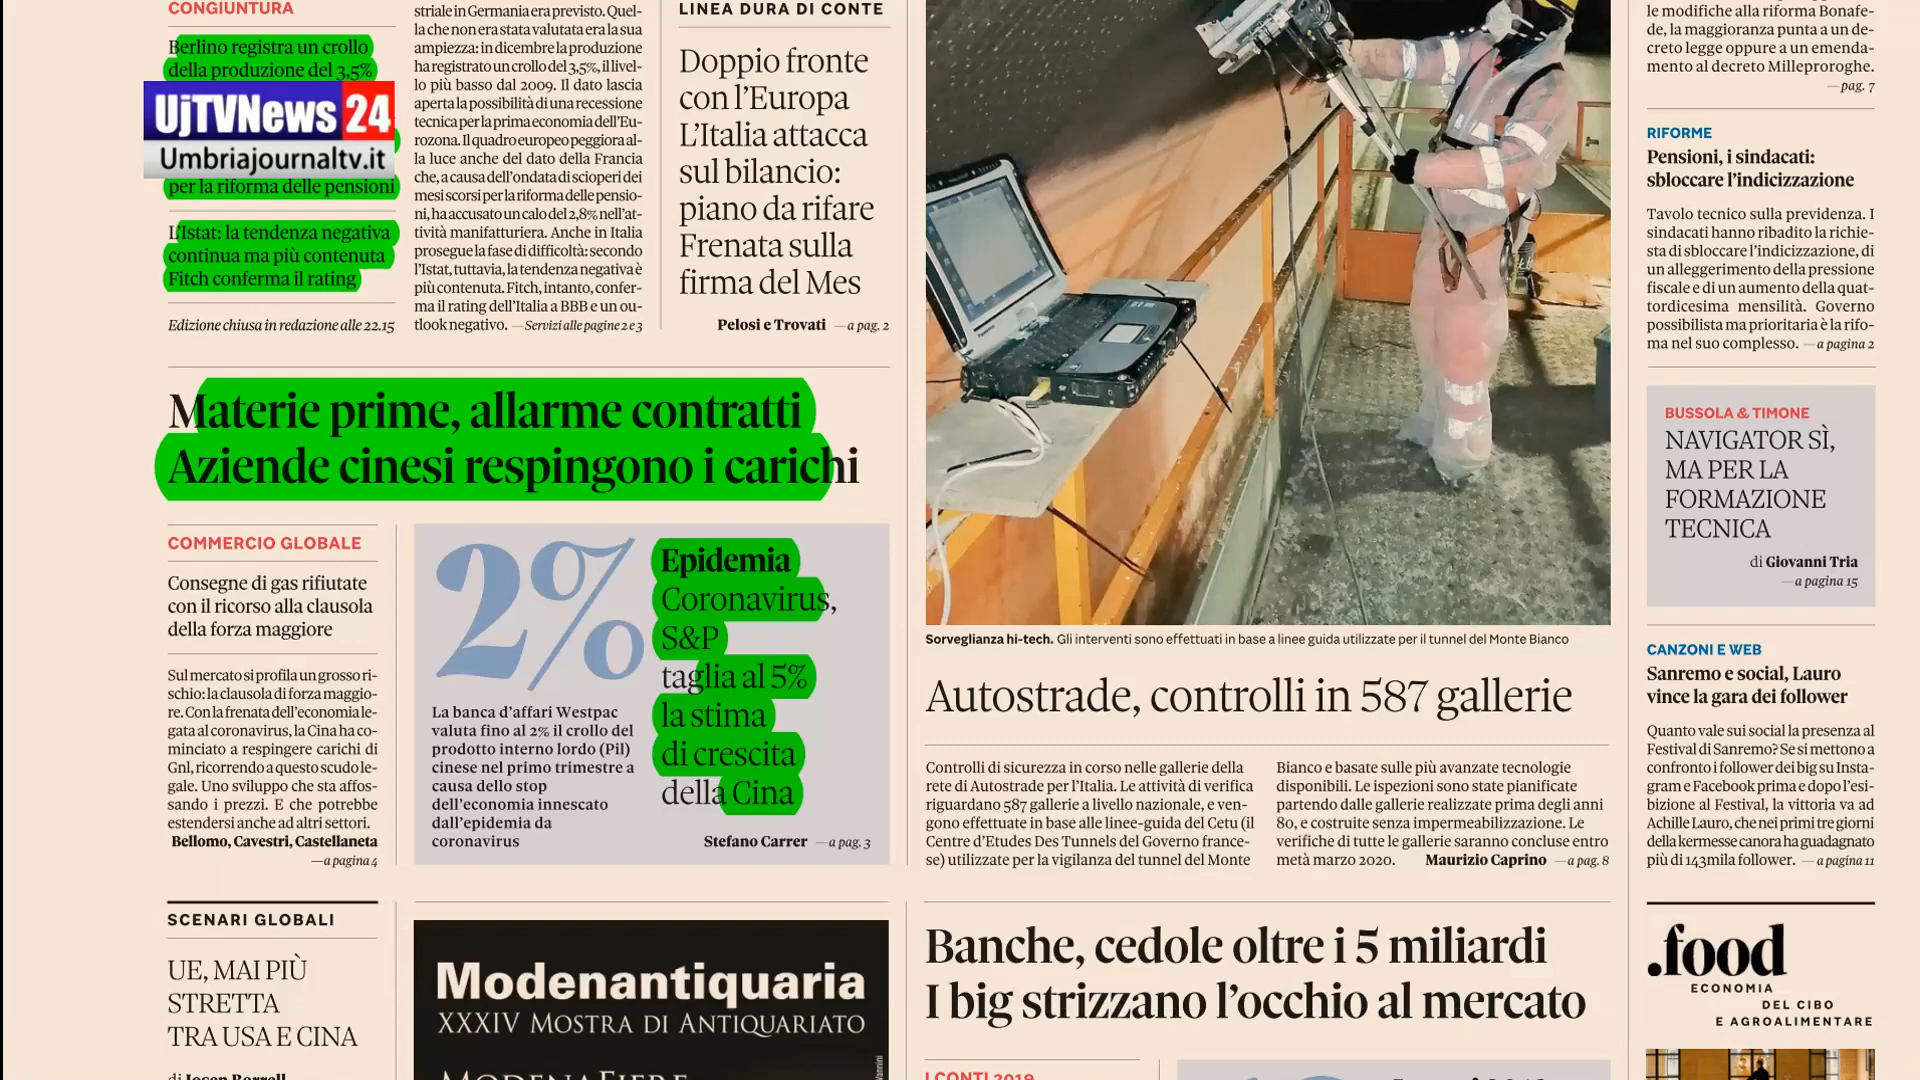 CONGIUNTURA
Berlino registra un crollo
della produzione del 3,5%
UjTVNews 24
Umbriajournaltv.it
per la riforma delle pensioni
L'Istat: la tendenza negativa
continua ma più contenuta
Fitch conferma il rating
Edizione chiusa in redazione alle 22.15
striale in Germania era previsto. Quel-
la che non era stata valutata era la sua
ampiezza: in dicembre la produzione
ha registrato un crollo del 3,5%, il livel-
lo più basso dal 2009. Il dato lascia
aperta la possibilità di una recessione
tecnica per la prima economia dell'Eu-
rozona. Il quadro europeo peggiora al-
la luce anche del dato della Francia
che, a causa dell'ondata di scioperi dei
mesi scorsi per la riforma delle pensio-
ni, ha accusato un calo del 2,8% nell'at-
tività manifatturiera. Anche in Italia
prosegue la fase di difficoltà: secondo
l'Istat, tuttavia, la tendenza negativa è
più contenuta. Fitch, intanto, confer-
ma il rating dell'Italia a BBB e un ou-
tlook negativo. —Servizi alle pagine 2 e 3
LINEA DURA DI CONTE
Doppio fronte
con l'Europa
L'Italia attacca
sul bilancio:
piano da rifare
Frenata sulla
firma del Mes
Pelosi e Trovati —a pag. 2
Materie prime, allarme contratti
Aziende cinesi respingono i carichi
COMMERCIO GLOBALE
Consegne di gas rifiutate
con il ricorso alla clausola
della forza maggiore
Sul mercato si profila un grosso ri-
schio: la clausola di forza maggio-
re. Con la frenata dell'economia le-
gata al coronavirus, la Cina ha co-
minciato a respingere carichi di
Gnl, ricorrendo a questo scudo le-
gale. Uno sviluppo che sta affos-
sando i prezzi. E che potrebbe
estendersi anche ad altri settori.
Bellomo, Cavestri, Castellaneta
—a pagina 4
2%
La banca d'affari Westpac
valuta fino al 2% il crollo del
prodotto interno lordo (Pil)
cinese nel primo trimestre a
causa dello stop
dell'economia innescato
dall'epidemia da
coronavirus
Epidemia
Coronavirus,
S&P
taglia al 5%
la stima
di crescita
della Cina
Stefano Carrer —a pag. 3
Sorveglianza hi-tech. Gli interventi sono effettuati in base a linee guida utilizzate per il tunnel del Monte Bianco
Autostrade, controlli in 587 gallerie
Controlli di sicurezza in corso nelle gallerie della
rete di Autostrade per l'Italia. Le attività di verifica
riguardano 587 gallerie a livello nazionale, e ven-
gono effettuate in base alle linee-guida del Cetu (il
Centre d'Etudes Des Tunnels del Governo france-
se) utilizzate per la vigilanza del tunnel del Monte
Bianco e basate sulle più avanzate tecnologie
disponibili. Le ispezioni sono state pianificate
partendo dalle gallerie realizzate prima degli anni
80, e costruite senza impermeabilizzazione. Le
verifiche di tutte le gallerie saranno concluse entro
metà marzo 2020. Maurizio Caprino —a pag. 8
le modifiche alla riforma Bonafe-
de, la maggioranza punta a un de-
creto legge oppure a un emenda-
mento al decreto Milleproroghe.
—pag. 7
RIFORME
Pensioni, i sindacati:
sbloccare l'indicizzazione
Tavolo tecnico sulla previdenza. I
sindacati hanno ribadito la richie-
sta di sbloccare l'indicizzazione, di
un alleggerimento della pressione
fiscale e di un aumento della quat-
tordicesima mensilità. Governo
possibilista ma prioritaria è la rifo-
ma nel suo complesso. —a pagina 2
BUSSOLA & TIMONE
NAVIGATOR SÌ,
MA PER LA
FORMAZIONE
TECNICA
di Giovanni Tria
—a pagina 15
CANZONI E WEB
Sanremo e social, Lauro
vince la gara dei follower
Quanto vale sui social la presenza al
Festival di Sanremo? Se si mettono a
confronto i follower dei big su Insta-
gram e Facebook prima e dopo l'esi-
bizione al Festival, la vittoria va ad
Achille Lauro, che nei primi tre giorni
della kermesse canora ha guadagnato
più di 143mila follower. —a pagina 11
SCENARI GLOBALI
UE, MAI PIÙ
STRETTA
TRA USA E CINA
di Josep Borrell
Modenantiquaria
XXXIV MOSTRA DI ANTIQUARIATO
MODENAFIERE
Banche, cedole oltre i 5 miliardi
I big strizzano l'occhio al mercato
I CONTI 2019
.food
ECONOMIA
DEL CIBO
E AGROALIMENTARE